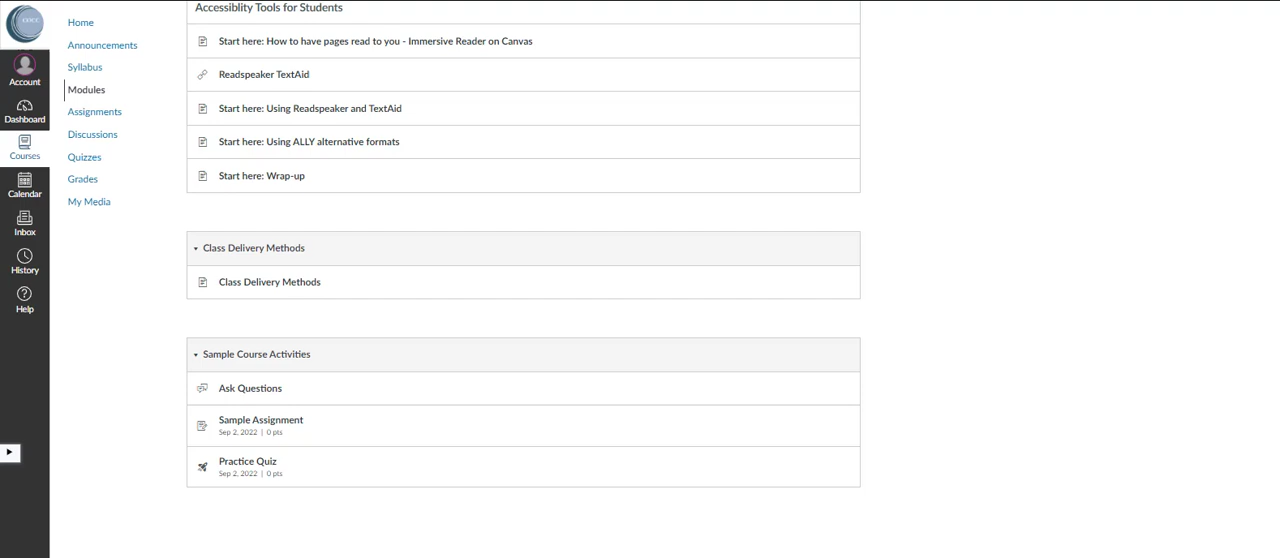 COCC
Account
Dashboard
Courses
Calendar
Inbox
History
Help
Home
Announcements
Syllabus
Modules
Assignments
Discussions
Quizzes
Grades
My Media
Accessiblity Tools for Students
Start here: How to have pages read to you - Immersive Reader on Canvas
Readspeaker TextAid
Start here: Using Readspeaker and TextAid
Start here: Using ALLY alternative formats
Start here: Wrap-up
Class Delivery Methods
Class Delivery Methods
Sample Course Activities
Ask Questions
Sample Assignment
Sep 2, 2022 | 0 pts
Practice Quiz
Sep 2, 2022 | 0 pts